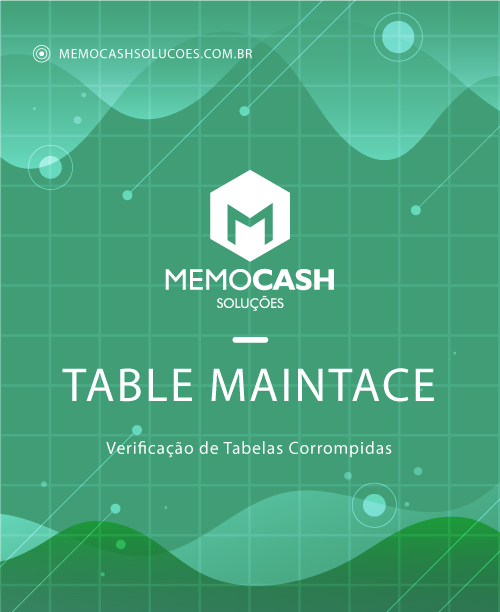 MEMOCASHSOLUCOES.COM.BR
MEMOCASH
SOLUÇÕES
TABLE MAINTACE
Verificação de Tabelas Corrompidas